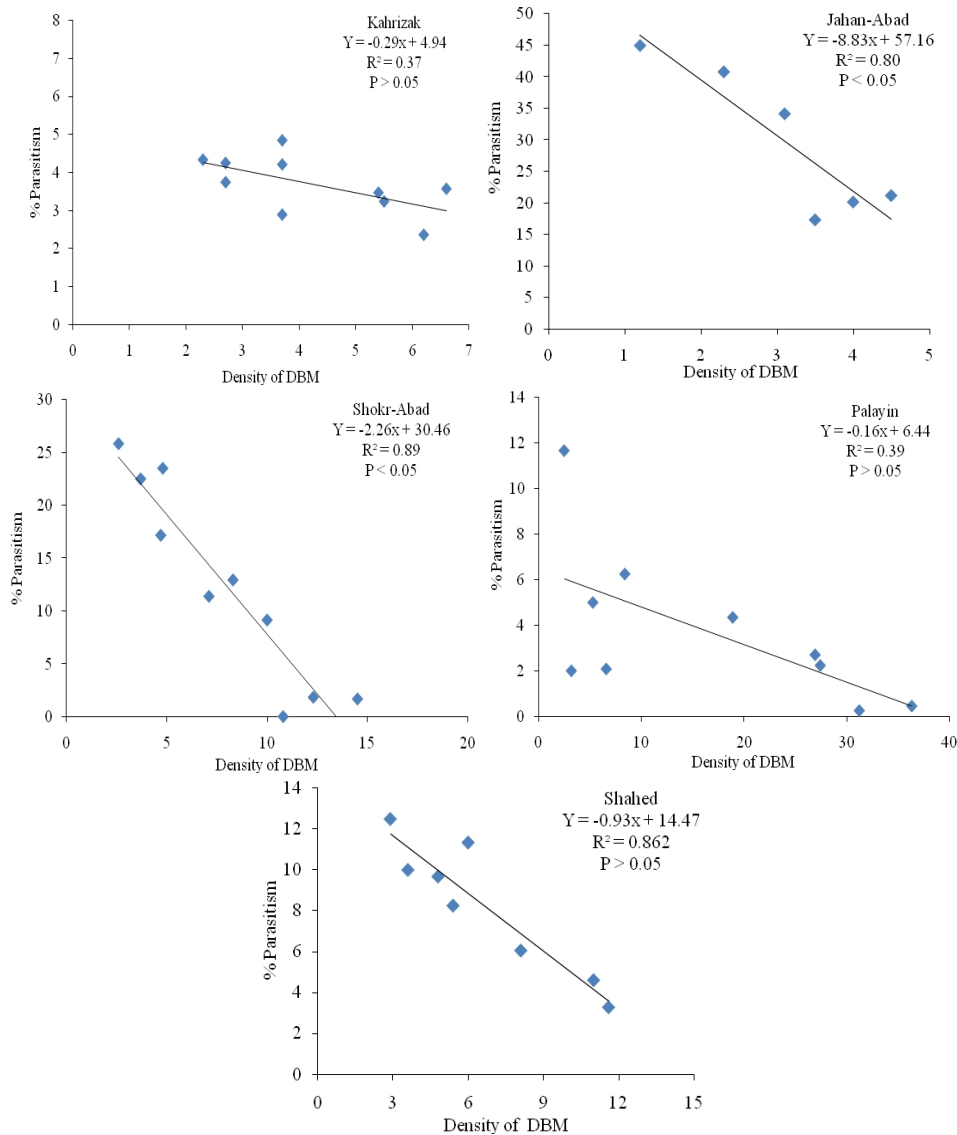 Kahrizak
Y = -0.29x + 4.94
R² = 0.37
P > 0.05
% Parasitism
8
7
6
5
4
3
2
1
0
0 1 2 3 4 5 6 7
Density of DBM
Jahan-Abad
Y = -8.83x + 57.16
R² = 0.80
P < 0.05
% Parasitism
50
45
40
35
30
25
20
15
10
5
0
0 1 2 3 4 5
Density of DBM
Shokr-Abad
Y = -2.26x + 30.46
R² = 0.89
P < 0.05
% Parasitism
30
25
20
15
10
5
0
0 5 10 15 20
Density of DBM
Palayin
Y = -0.16x + 6.44
R² = 0.39
P > 0.05
% Parasitism
14
12
10
8
6
4
2
0
0 10 20 30 40
Density of DBM
Shahed
Y = -0.93x + 14.47
R² = 0.862
P > 0.05
% Parasitism
14
12
10
8
6
4
2
0
0 3 6 9 12 15
Density of DBM